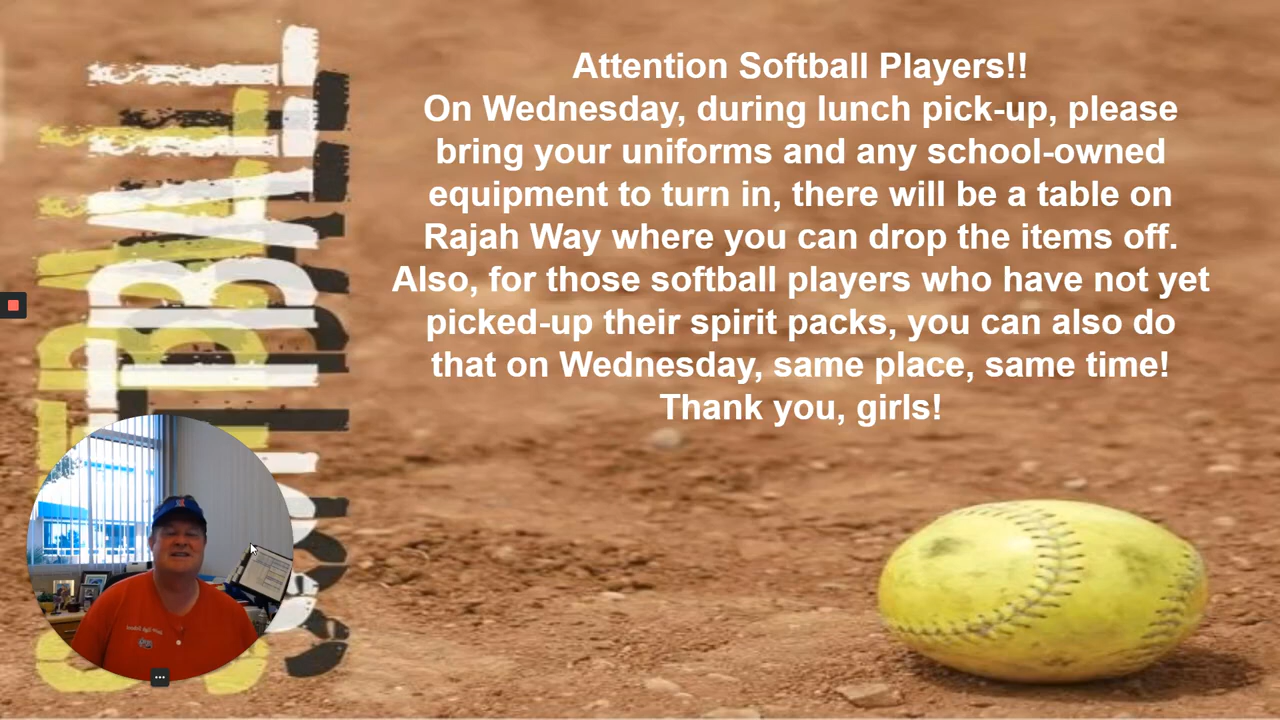 Attention Softball Players!!
On Wednesday, during lunch pick-up, please
bring your uniforms and any school-owned
equipment to turn in, there will be a table on
Rajah Way where you can drop the items off.
Also, for those softball players who have not yet
picked-up their spirit packs, you can also do
that on Wednesday, same place, same time!
Thank you, girls!
SOFTBALL